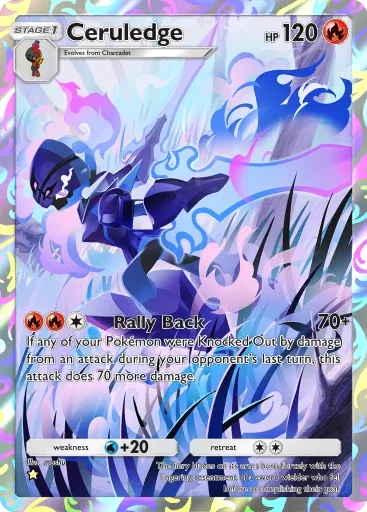 STAGE 1
Ceruledge
HP 120
Evolves from Charcadet
Rally Back 70+
If any of your Pokémon were Knocked Out by damage
from an attack during your opponent's last turn, this
attack does 70 more damage.
weakness +20 retreat
Illus.
The fiery blades on its arms burn fiercely with the
lingering resentment of a sword wielder who fell
before accomplishing their goal.